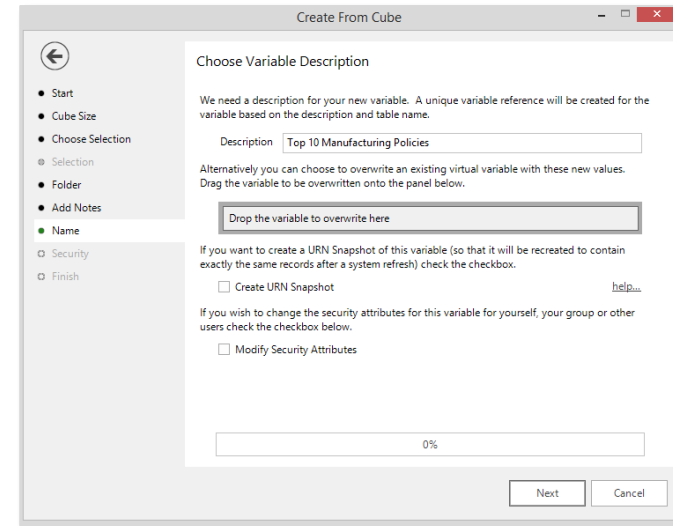 Create From Cube
Choose Variable Description
Start
Cube Size
Choose Selection
Selection
Folder
Add Notes
Name
Security
Finish
We need a description for your new variable. A unique variable reference will be created for the
variable based on the description and table name.
Description Top 10 Manufacturing Policies
Alternatively you can choose to overwrite an existing virtual variable with these new values.
Drag the variable to be overwritten onto the panel below.
Drop the variable to overwrite here
If you want to create a URN Snapshot of this variable (so that it will be recreated to contain
exactly the same records after a system refresh) check the checkbox.
Create URN Snapshot help...
If you wish to change the security attributes for this variable for yourself, your group or other
users check the checkbox below.
Modify Security Attributes
0%
Next Cancel